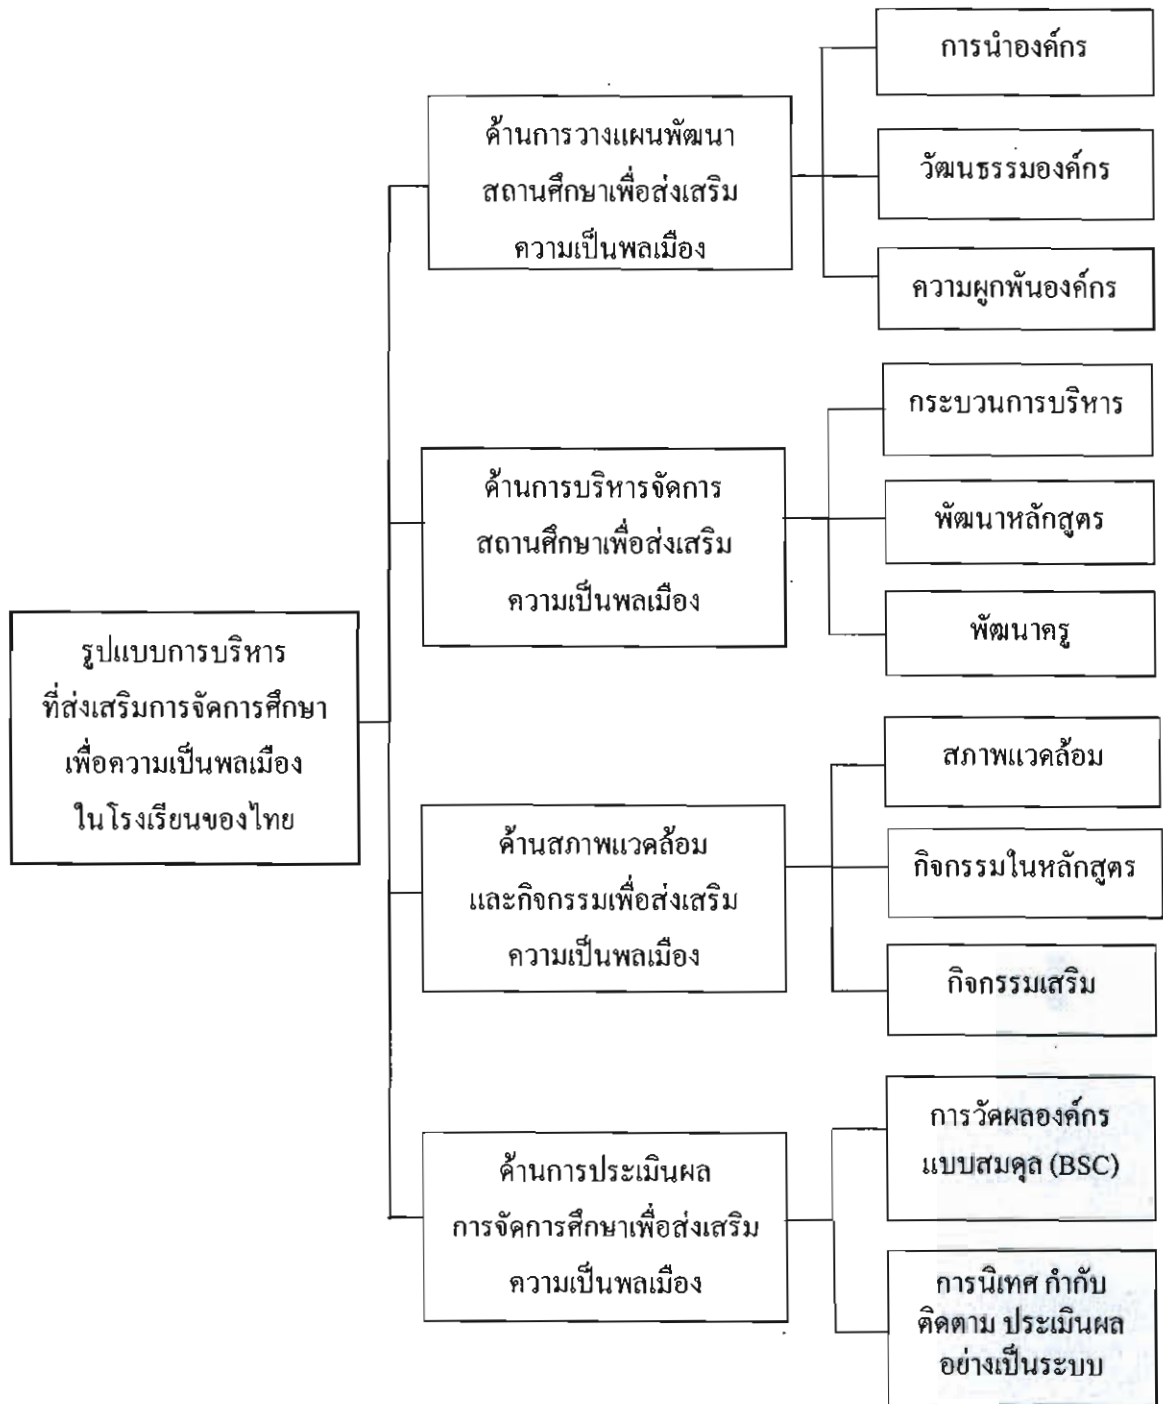 การนำองค์กร
ด้านการวางแผนพัฒนา
สถานศึกษาเพื่อส่งเสริม
ความเป็นพลเมือง
วัฒนธรรมองค์กร
ความผูกพันองค์กร
กระบวนการบริหาร
ด้านการบริหารจัดการ
สถานศึกษาเพื่อส่งเสริม
ความเป็นพลเมือง
พัฒนาหลักสูตร
พัฒนาครู
รูปแบบการบริหาร
ที่ส่งเสริมการจัดการศึกษา
เพื่อความเป็นพลเมือง
ในโรงเรียนของไทย
สภาพแวดล้อม
ด้านสภาพแวดล้อม
และกิจกรรมเพื่อส่งเสริม
ความเป็นพลเมือง
กิจกรรมในหลักสูตร
กิจกรรมเสริม
การวัดผลองค์กร
แบบสมดุล (BSC)
ด้านการประเมินผล
การจัดการศึกษาเพื่อส่งเสริม
ความเป็นพลเมือง
การนิเทศ กำกับ
ติดตาม ประเมินผล
อย่างเป็นระบบ